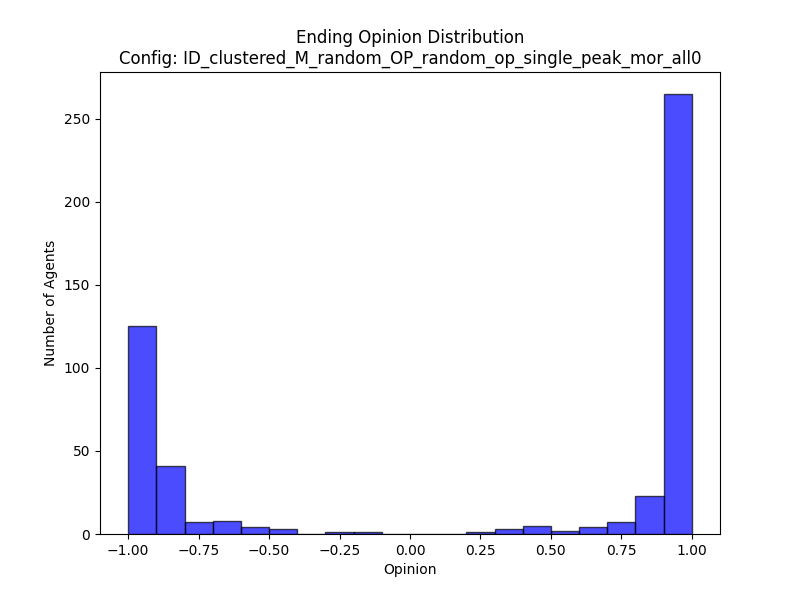 Ending Opinion Distribution
Config: ID_clustered_M_random_OP_random_op_single_peak_mor_all0
Number of Agents
250
200
150
100
50
0
−1.00 −0.75 −0.50 −0.25 0.00 0.25 0.50 0.75 1.00
Opinion